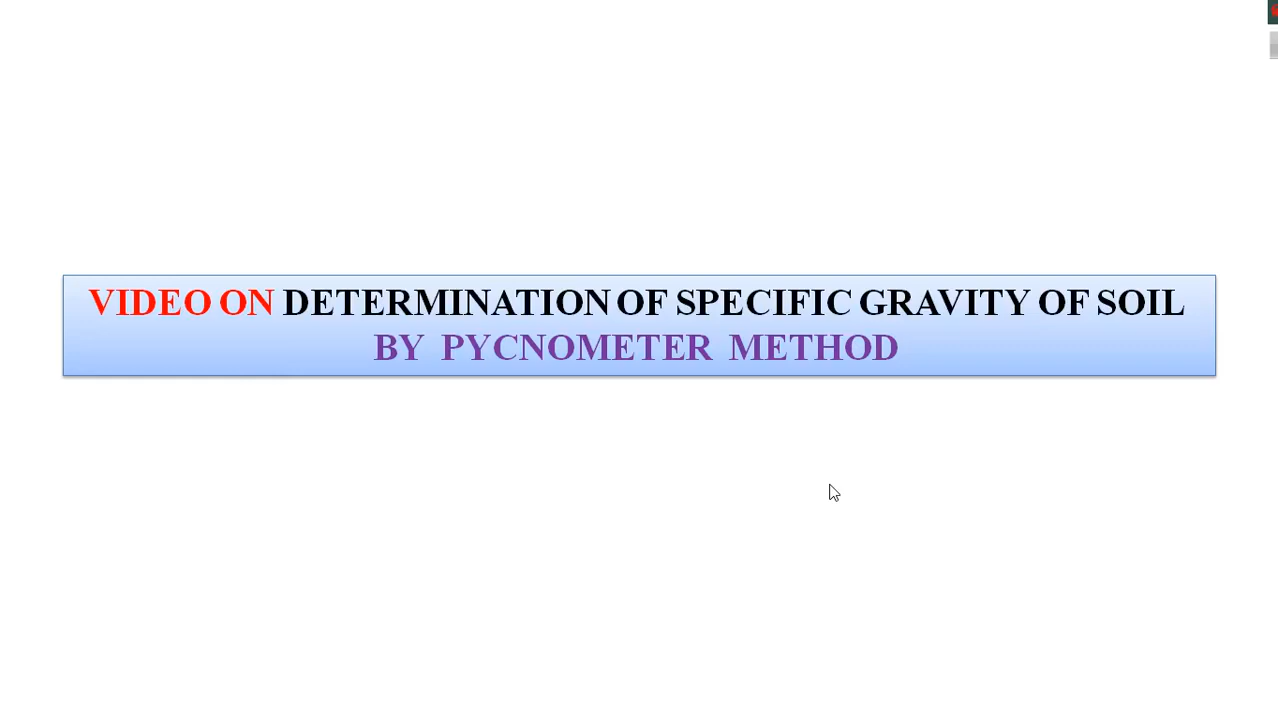 VIDEO ON DETERMINATION OF SPECIFIC GRAVITY OF SOIL
BY PYCNOMETER METHOD